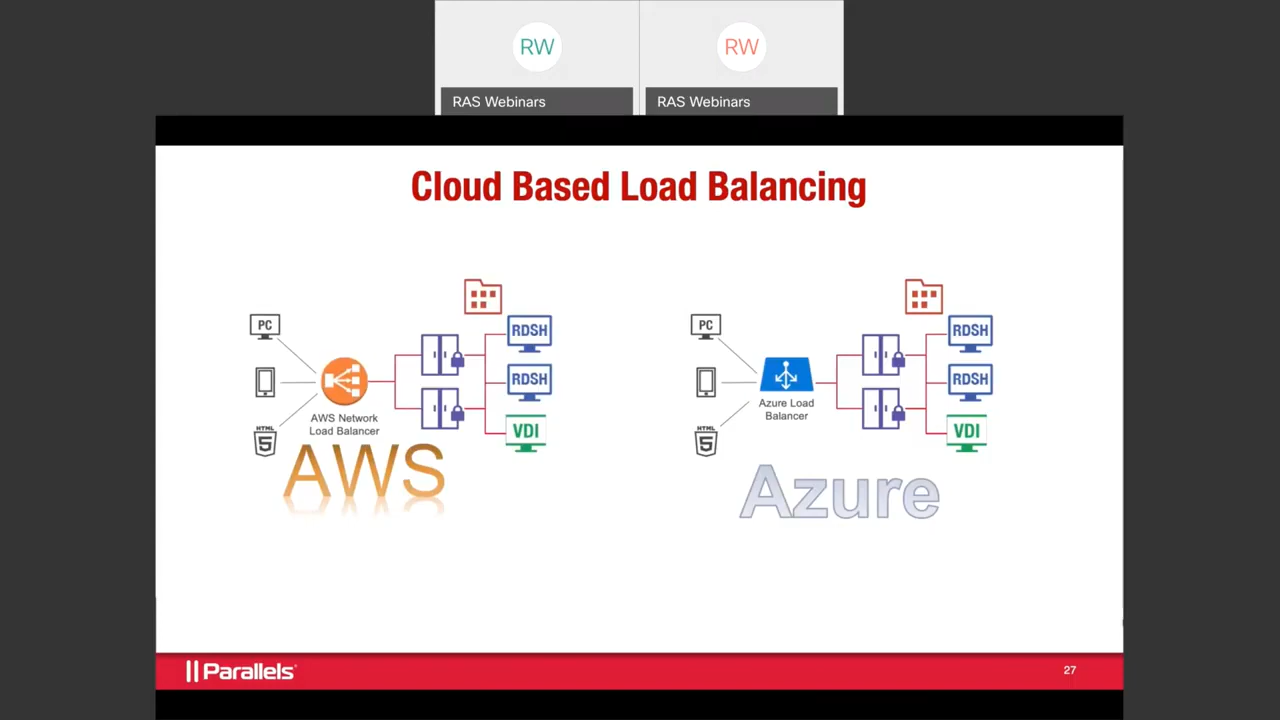 RW
RW
RAS Webinars
RAS Webinars
Cloud Based Load Balancing
PC
RDSH
RDSH
VDI
AWS Network
Load Balancer
HTML
5
AWS
PC
RDSH
RDSH
VDI
Azure Load
Balancer
HTML
5
Azure
Parallels®
27